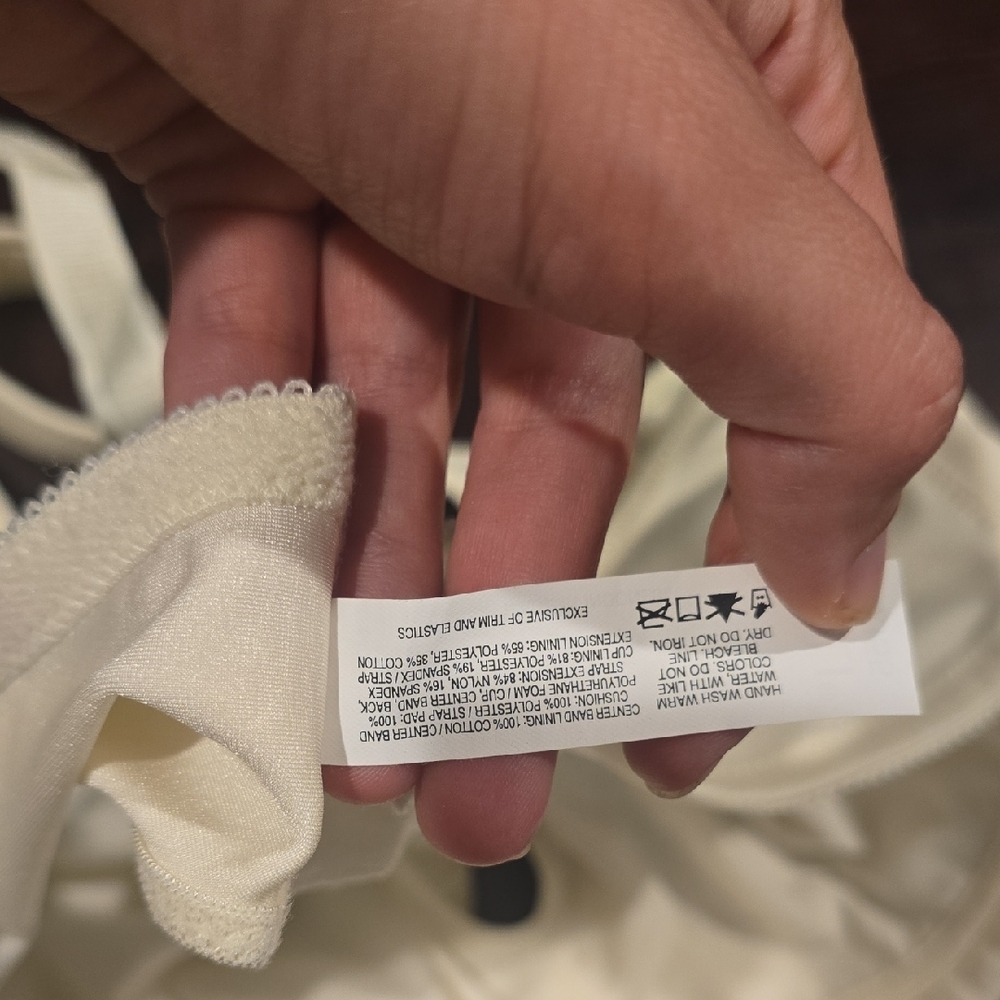 HAND WASH WARM
WATER, WITH LIKE
COLORS. DO NOT
BLEACH. LINE
DRY. DO NOT IRON.
CENTER BAND LINING: 100% COTTON / CENTER BAND
CUSHION: 100% POLYESTER / STRAP PAD: 100%
POLYURETHANE FOAM / CUP, CENTER BAND, BACK,
STRAP EXTENSION: 84% NYLON, 16% SPANDEX
CUP LINING: 81% POLYESTER, 19% SPANDEX / STRAP
EXTENSION LINING: 65% POLYESTER, 35% COTTON
EXCLUSIVE OF TRIM AND ELASTICS